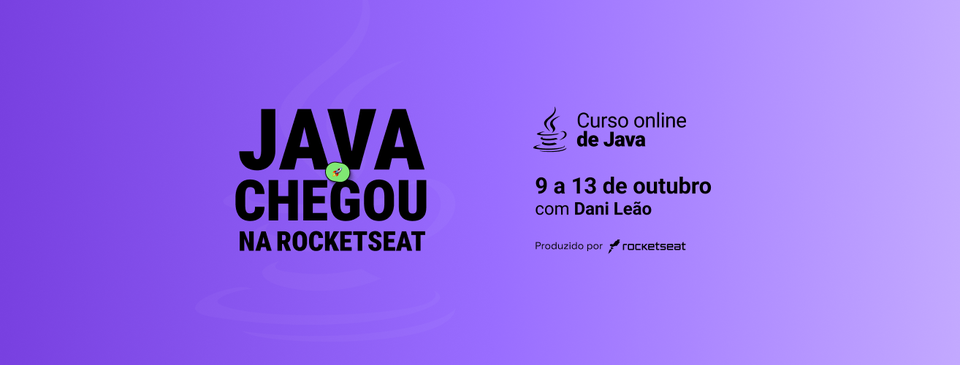 JAVA
CHEGOU
NA ROCKETSEAT
Curso online
de Java
9 a 13 de outubro
com Dani Leão
Produzido por rocketseat